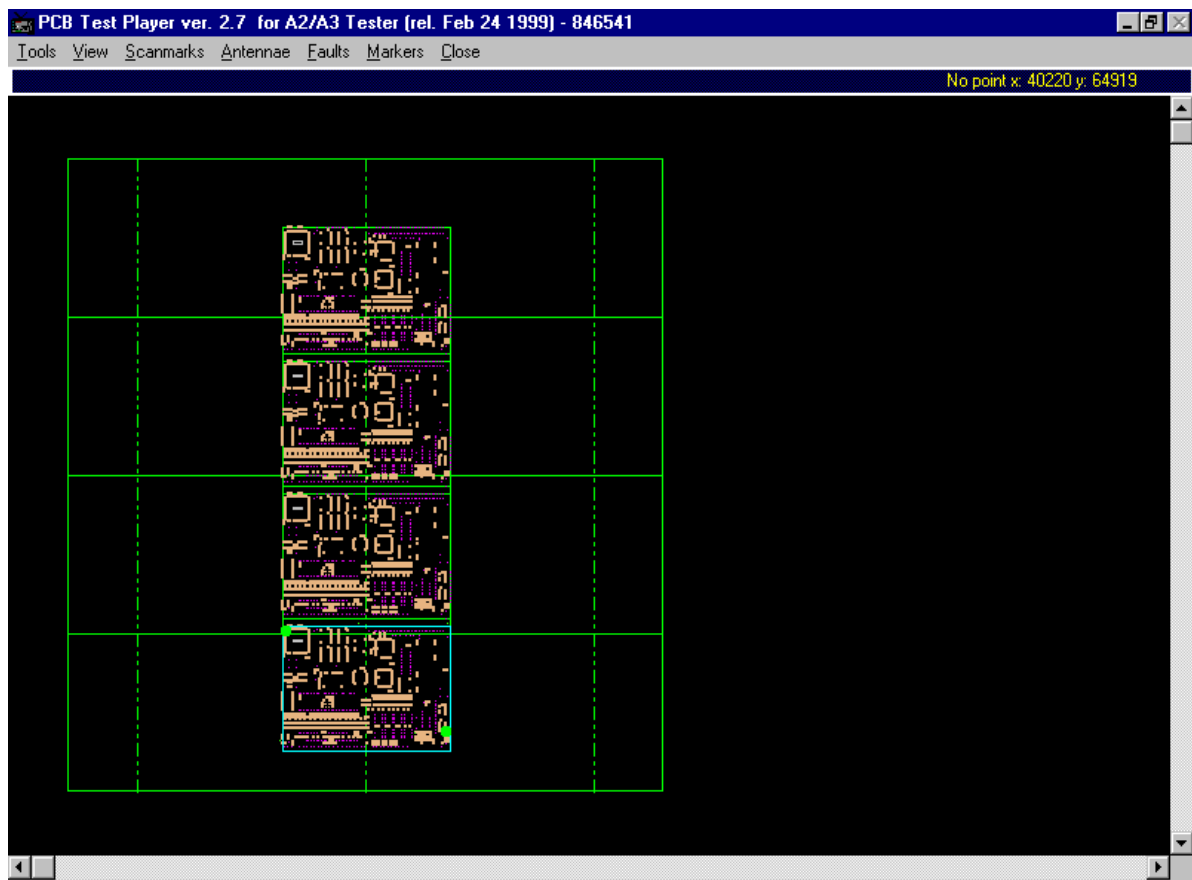 PCB Test Player ver. 2.7 for A2/A3 Tester (rel. Feb 24 1999) - 846541
Tools View Scanmarks Antennae Faults Markers Close
No point x: 40220 y: 64919